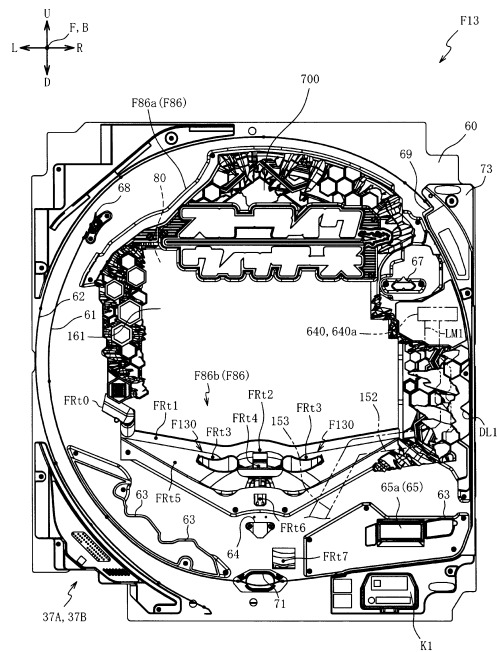 U
F, B
L
R
D
F13
F86a (F86)
700
60
80
69
73
68
67
62
61
161
640, 640a
LM1
F86b (F86)
FRt0
FRt1
FRt2
152
FRt4
FRt3
153
FRt3
F130
F130
DL1
FRt5
65a (65)
63
63
63
FRt6
64
FRt7
37A, 37B
71
K1